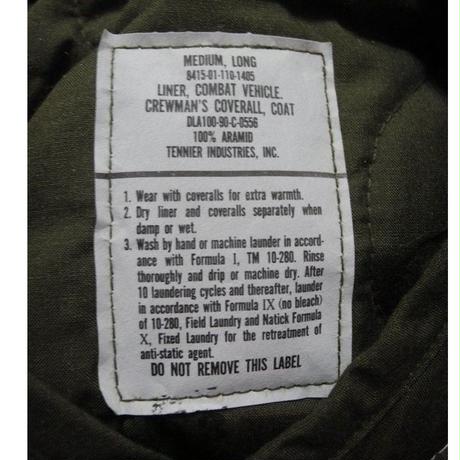 MEDIUM, LONG
8415-01-110-1405
LINER, COMBAT VEHICLE.
CREWMAN'S COVERALL, COAT
DLA100-90-C-0556
100% ARAMID
TENNIER INDUSTRIES, INC.
1. Wear with coveralls for extra warmth.
2. Dry liner and coveralls separately when
damp or wet.
3. Wash by hand or machine launder in accord-
ance with Formula I, TM 10-280. Rinse
thoroughly and drip or machine dry. After
10 laundering cycles and thereafter, launder
in accordance with Formula IX (no bleach)
of 10-280, Field Laundry and Natick Formula
X, Fixed Laundry for the retreatment of
anti-static agent.
DO NOT REMOVE THIS LABEL